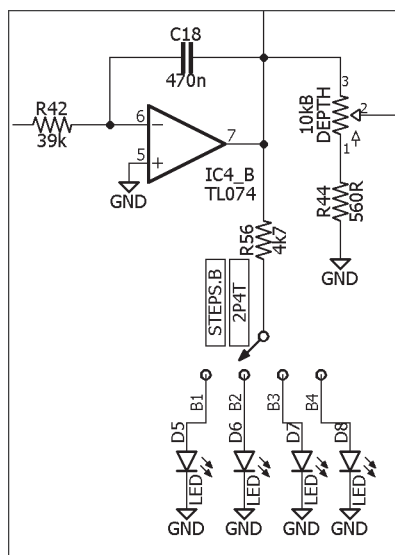 C18
470n
R42
39k
6
5
7
IC4_B
TL074
GND
3
2
1
10kB
DEPTH
R44
560R
GND
R56
4k7
STEPS.B
2P4T
B1
B2
B3
B4
D5
D6
D7
D8
LED
LED
LED
LED
GND
GND
GND
GND